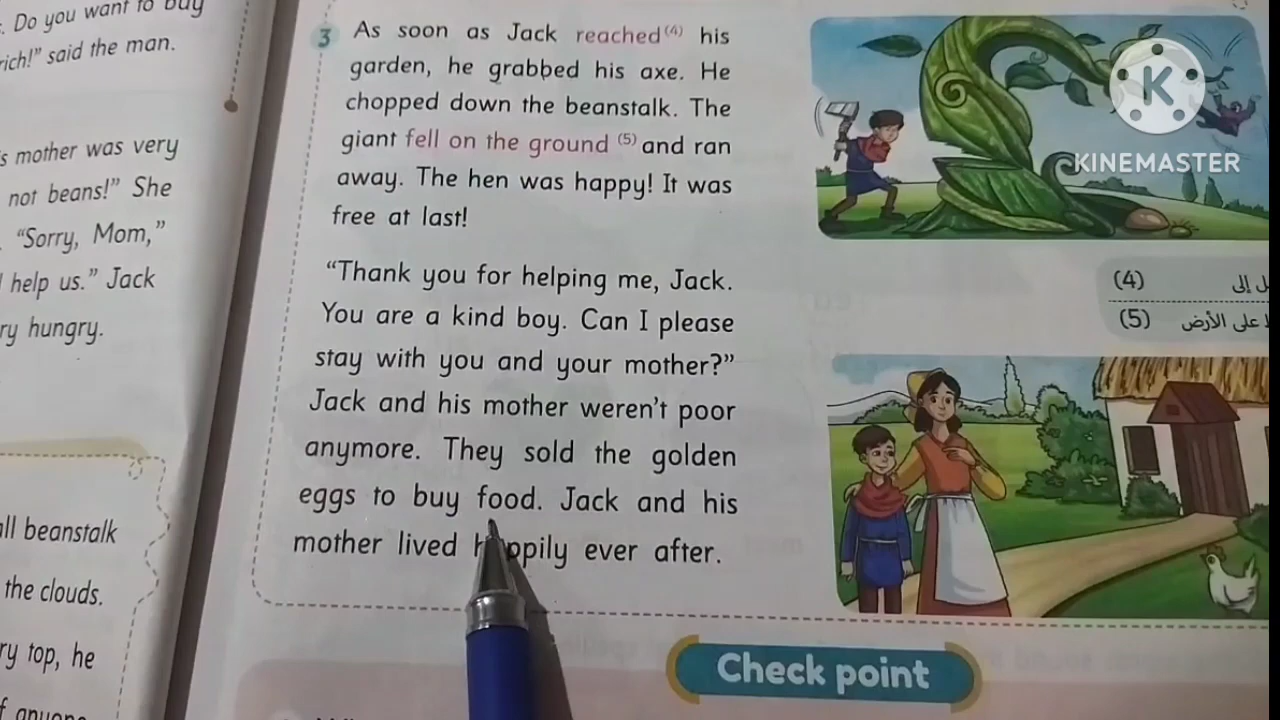 . Do you want to buy
rich!" said the man.
s mother was very
not beans!" She
. "Sorry, Mom,"
help us." Jack
ry hungry.
all beanstalk
the clouds.
ry top, he
f anyone
3
As soon as Jack reached (4) his
garden, he grabbed his axe. He
chopped down the beanstalk. The
giant fell on the ground (5) and ran
away. The hen was happy! It was
free at last!
"Thank you for helping me, Jack.
You are a kind boy. Can I please
stay with you and your mother?"
Jack and his mother weren't poor
anymore. They sold the golden
eggs to buy food. Jack and his
mother lived happily ever after.
K
KINEMASTER
(4) إلى
(5) على الأرض
Check point